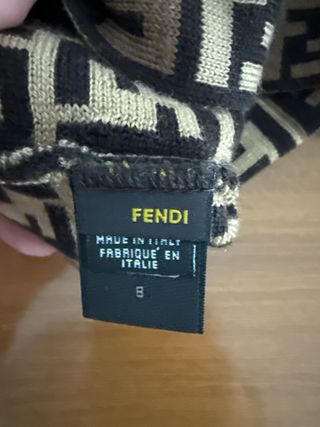 FENDI
MADE IN ITALY
FABRIQUE' EN
ITALIE
8